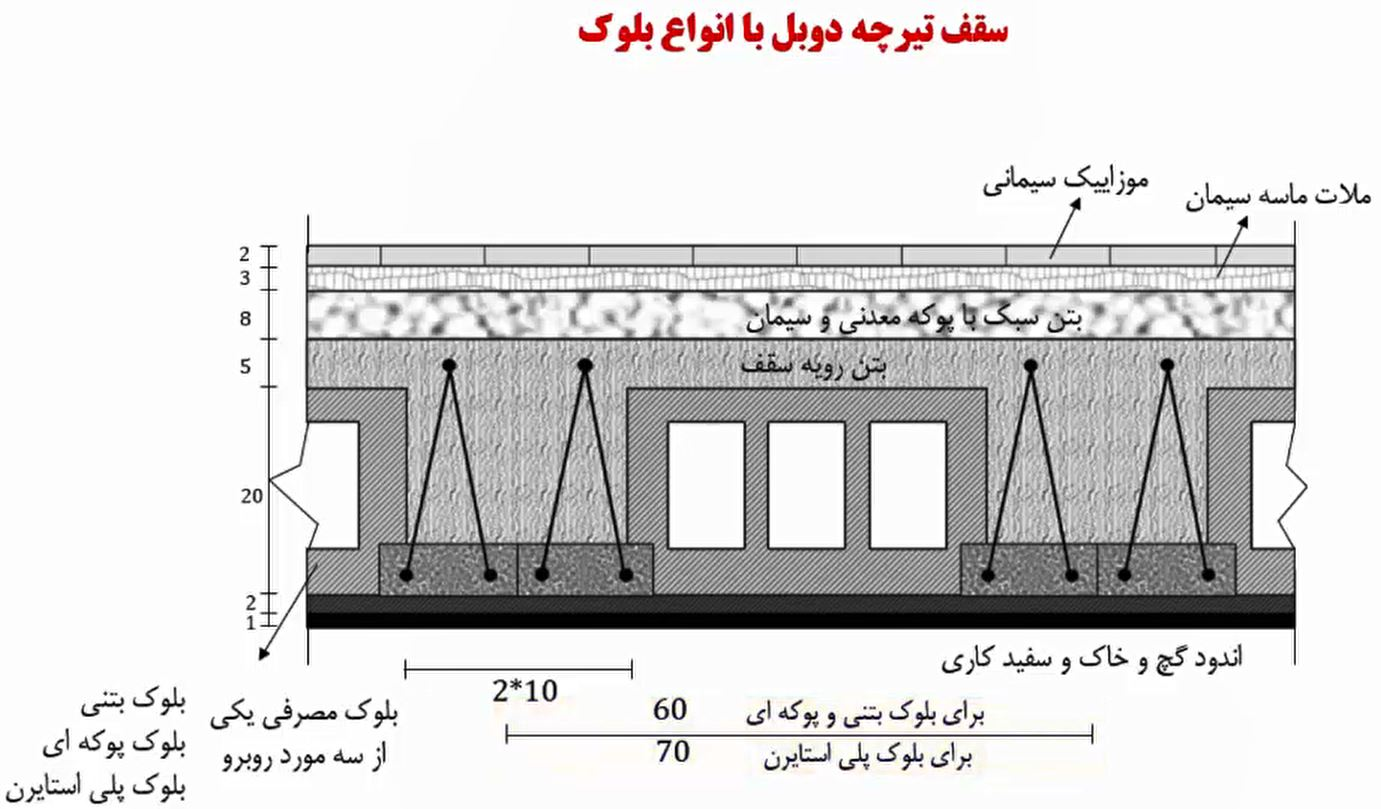 سقف تیرچه دوبل با انواع بلوک
موزاییک سیمانی
ملات ماسه سیمان
2
3
8
بتن سبک با پوکه معدنی و سیمان
5
بتن رویه سقف
20
2
1
اندود گچ و خاک و سفید کاری
2*10
بلوک مصرفی یکی
از سه مورد روبرو
بلوک بتنی
بلوک پوکه ای
بلوک پلی استایرن
برای بلوک بتنی و پوکه ای 60
برای بلوک پلی استایرن 70